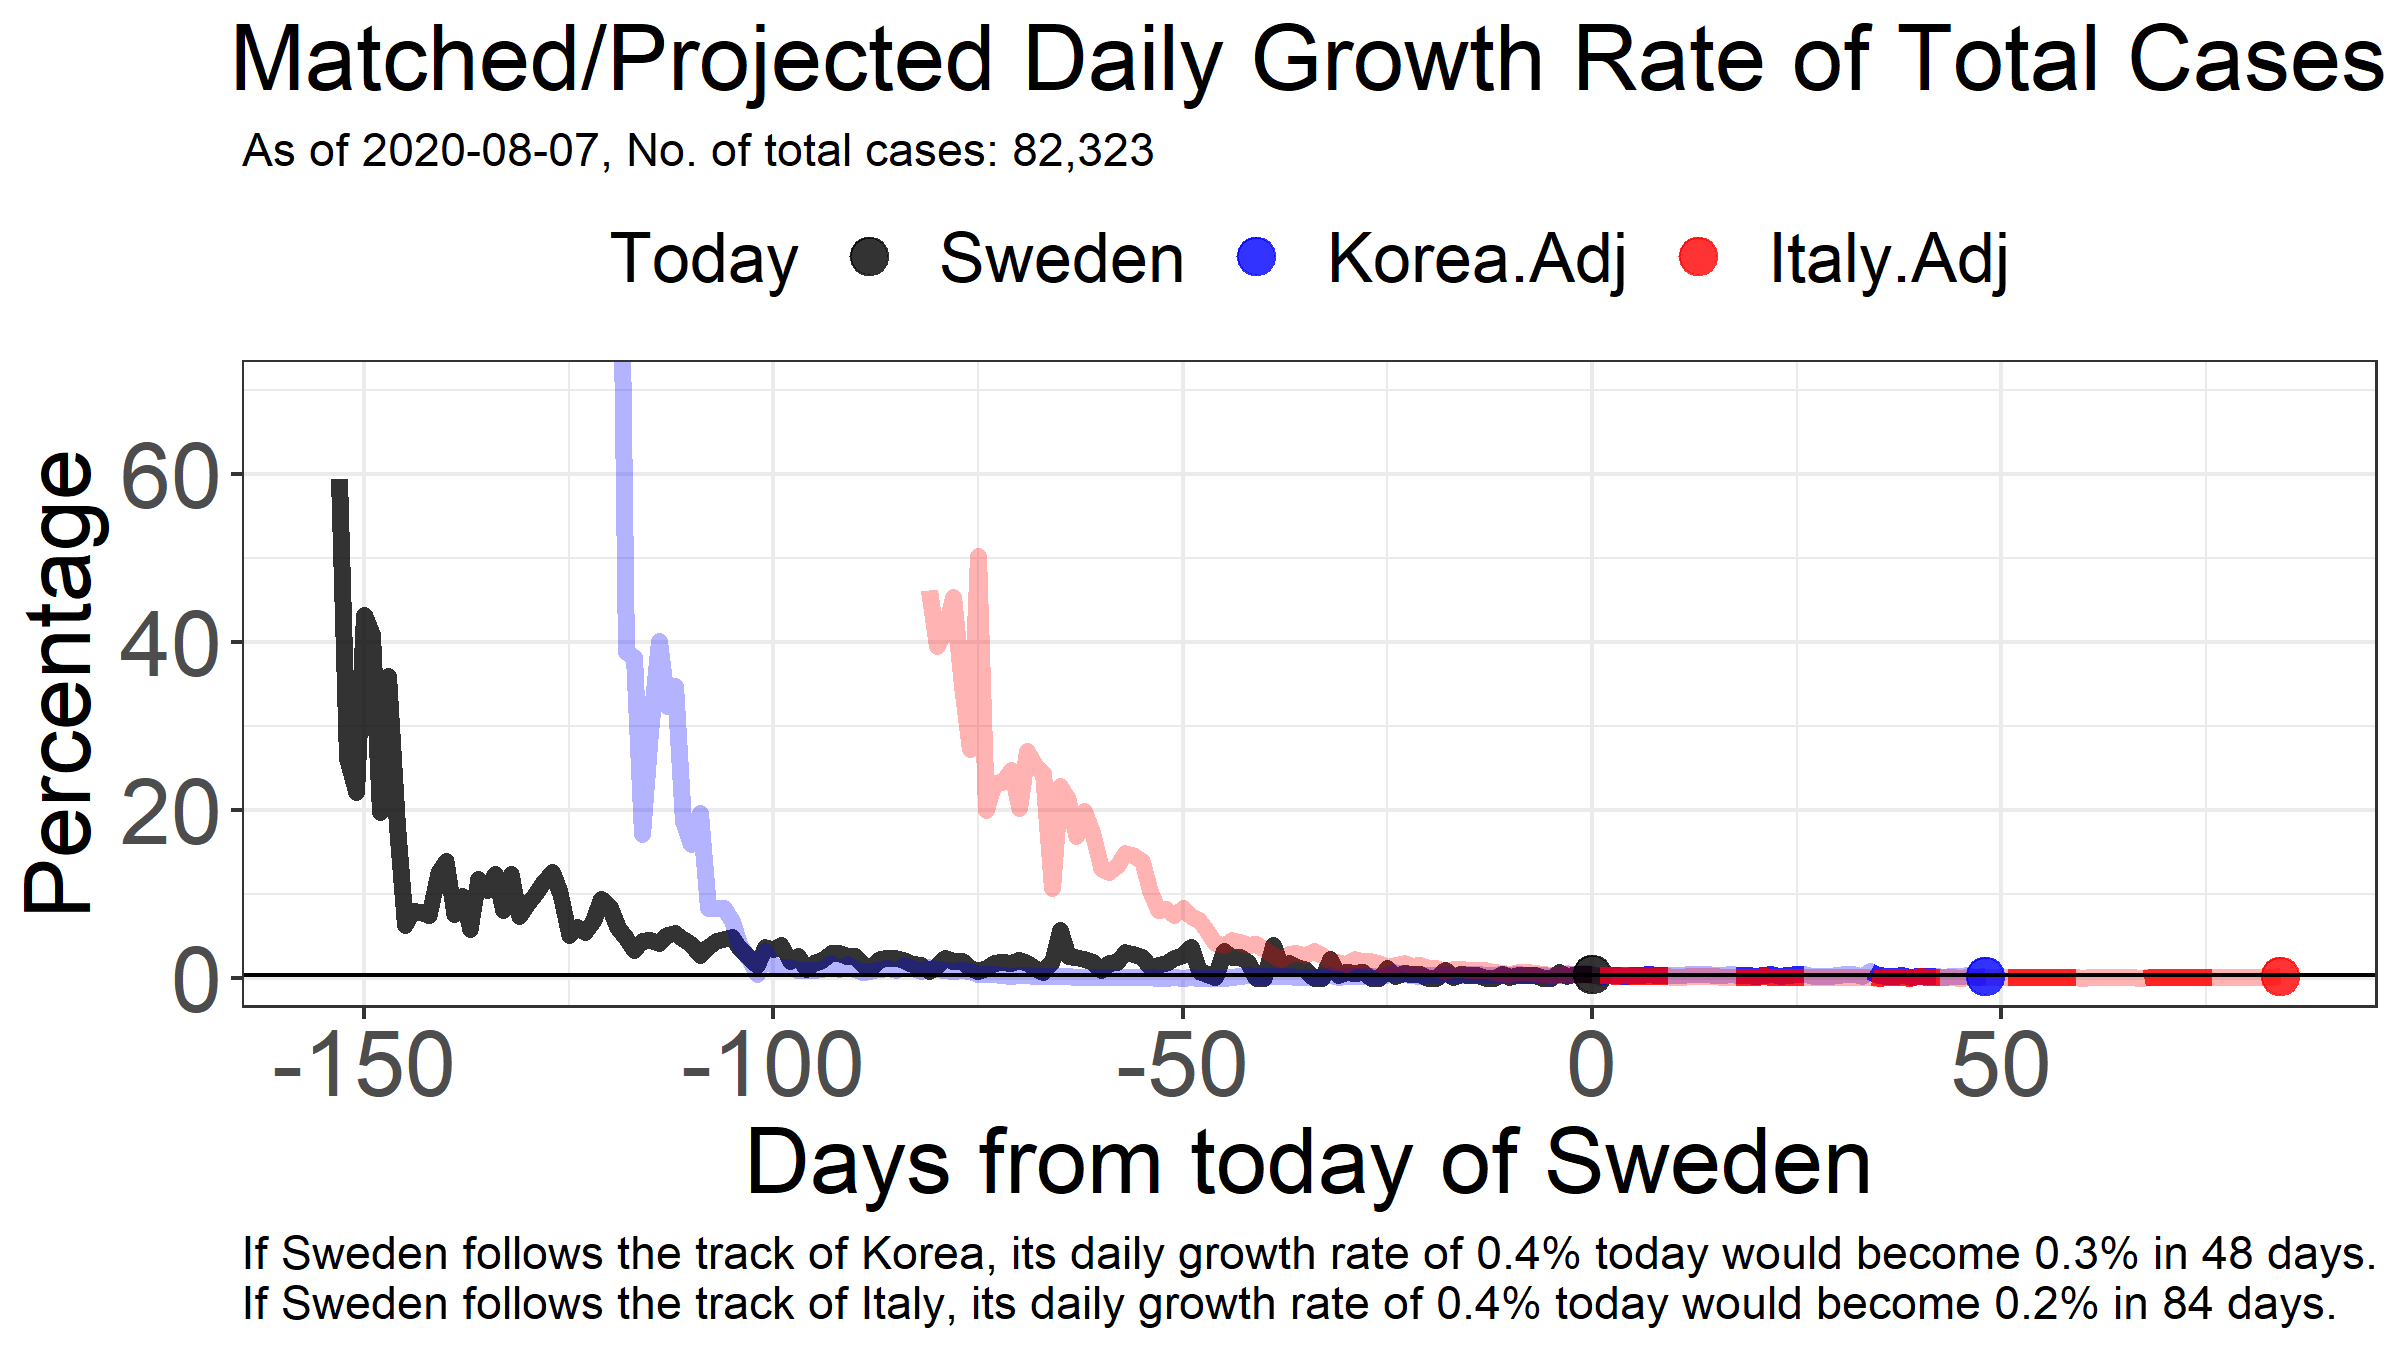 Matched/Projected Daily Growth Rate of Total Cases
As of 2020-08-07, No. of total cases: 82,323
Today Sweden Korea.Adj Italy.Adj
Percentage
60
40
20
0
-150 -100 -50 0 50
Days from today of Sweden
If Sweden follows the track of Korea, its daily growth rate of 0.4% today would become 0.3% in 48 days.
If Sweden follows the track of Italy, its daily growth rate of 0.4% today would become 0.2% in 84 days.